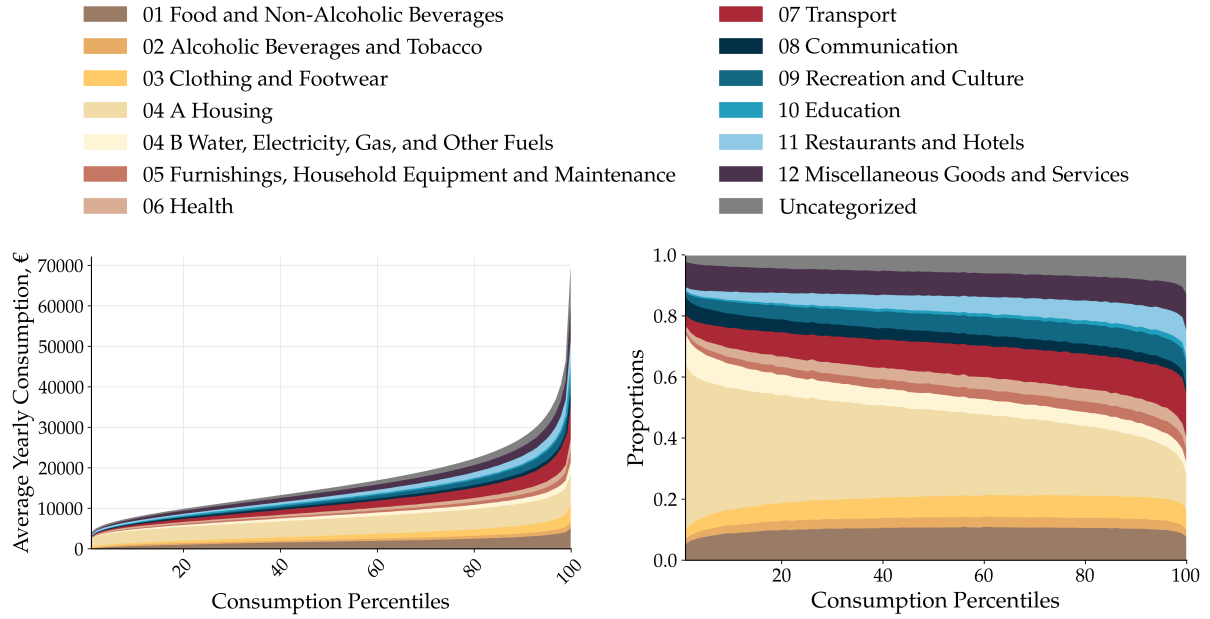 01 Food and Non-Alcoholic Beverages
02 Alcoholic Beverages and Tobacco
03 Clothing and Footwear
04 A Housing
04 B Water, Electricity, Gas, and Other Fuels
05 Furnishings, Household Equipment and Maintenance
06 Health
07 Transport
08 Communication
09 Recreation and Culture
10 Education
11 Restaurants and Hotels
12 Miscellaneous Goods and Services
Uncategorized
Average Yearly Consumption, €
70000
60000
50000
40000
30000
20000
10000
0
20
40
60
80
100
Consumption Percentiles
Proportions
1.0
0.8
0.6
0.4
0.2
0.0
20
40
60
80
100
Consumption Percentiles